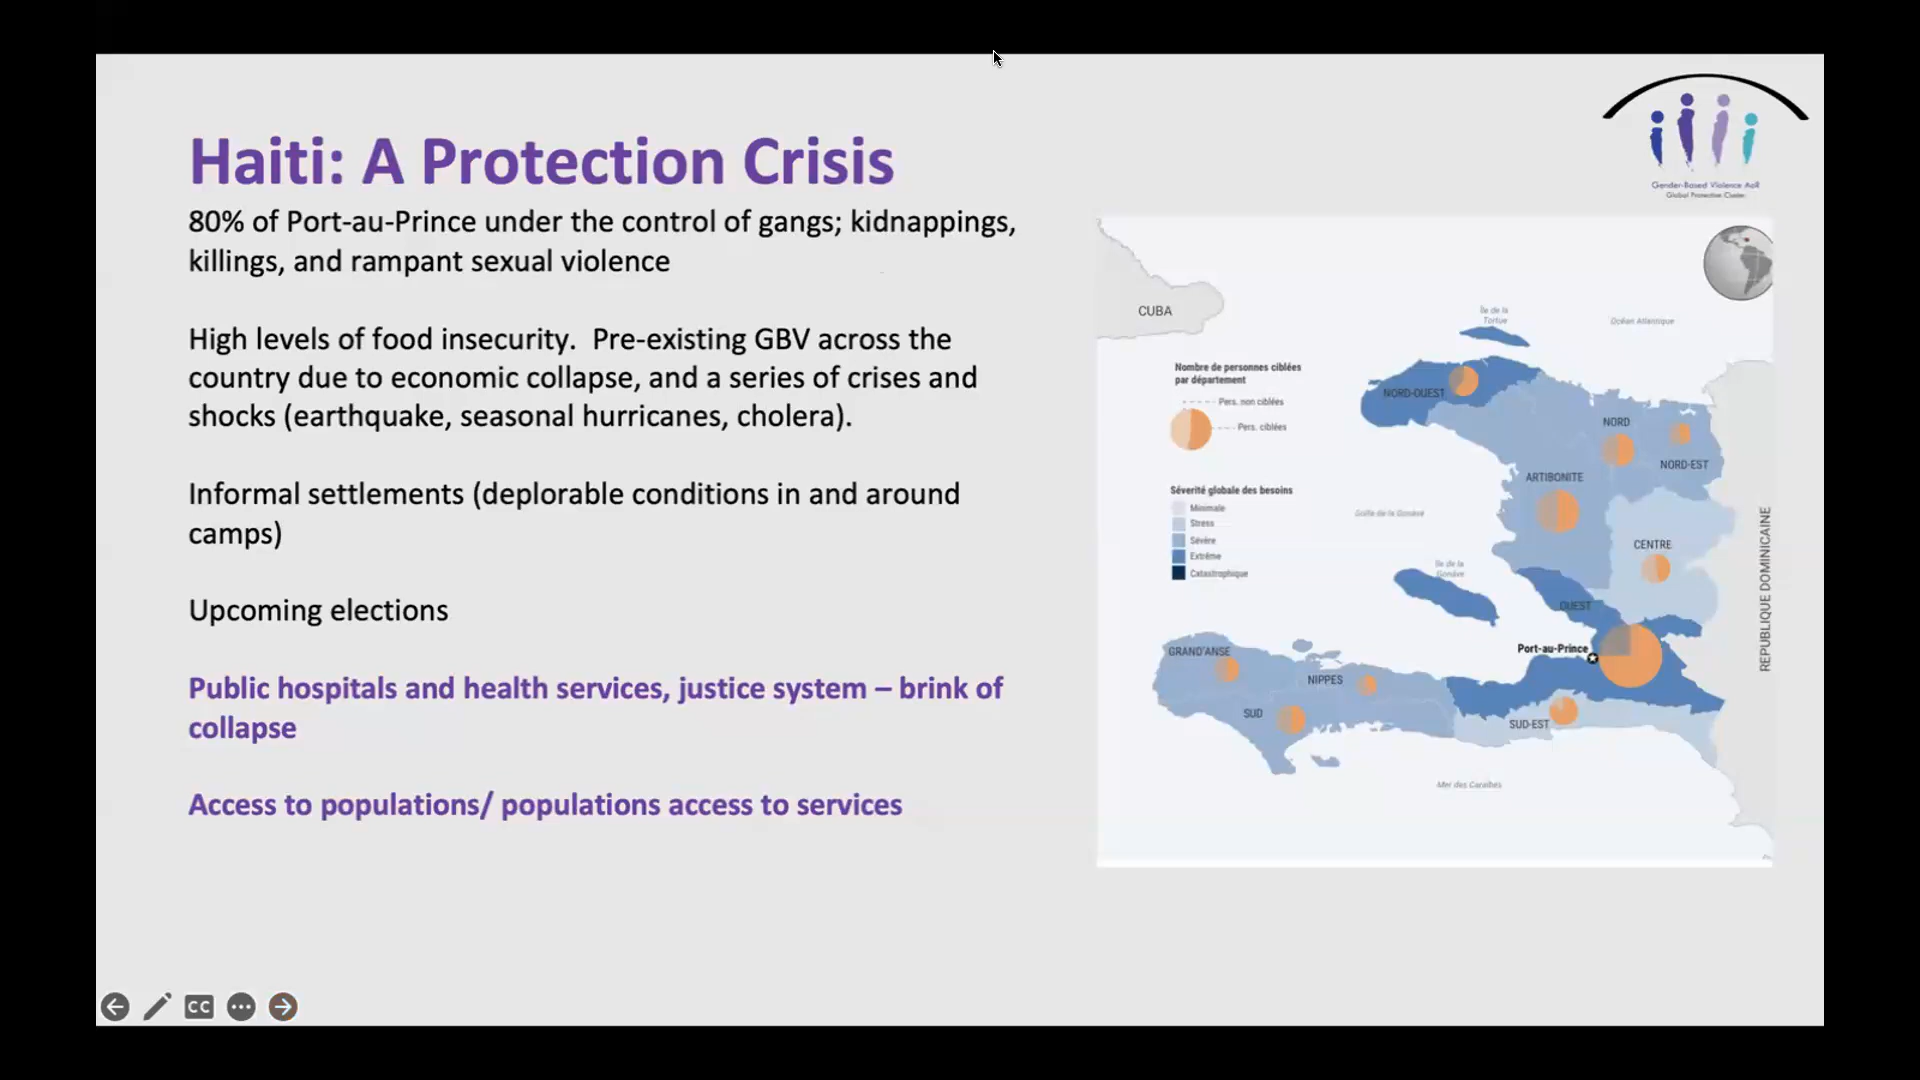 Haiti: A Protection Crisis
80% of Port-au-Prince under the control of gangs; kidnappings,
killings, and rampant sexual violence
High levels of food insecurity.  Pre-existing GBV across the
country due to economic collapse, and a series of crises and
shocks (earthquake, seasonal hurricanes, cholera).
Informal settlements (deplorable conditions in and around
camps)
Upcoming elections
Public hospitals and health services, justice system – brink of
collapse
Access to populations/ populations access to services
Gender-Based Violence AoR
Global Protection Cluster
CUBA
Île de la
Tortue
Océan Atlantique
Nombre de personnes ciblées
par département
Pers. non ciblées
Pers. ciblées
NORD-OUEST
NORD
NORD-EST
ARTIBONITE
Sévérité globale des besoins
Minimale
Stress
Sévère
Extrême
Catastrophique
Golfe de la Gonâve
CENTRE
Île de la
Gonâve
OUEST
REPUBLIQUE DOMINICAINE
Port-au-Prince
GRAND'ANSE
NIPPES
SUD
SUD-EST
Mer des Caraïbes
CC